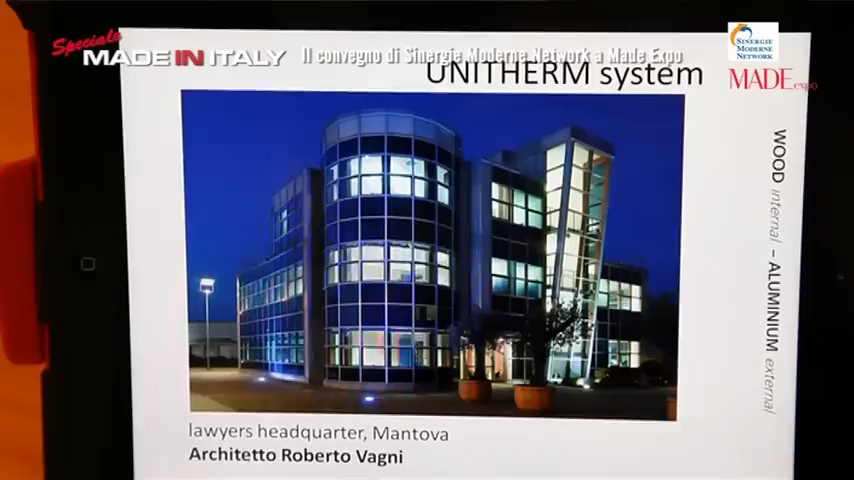 Speciale
MADE IN ITALY
Il convegno di Sinergie Moderne Network a Made Expo
SINERGIE
MODERNE
NETWORK
MADE expo
UNITHERM system
WOOD internal – ALUMINIUM external
lawyers headquarter, Mantova
Architetto Roberto Vagni